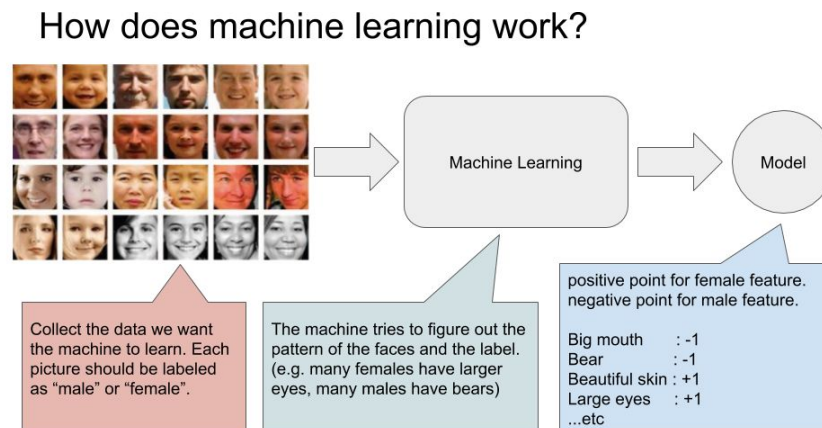 How does machine learning work?
Machine Learning
Model
Collect the data we want
the machine to learn. Each
picture should be labeled
as “male” or “female”.
The machine tries to figure out the
pattern of the faces and the label.
(e.g. many females have larger
eyes, many males have bears)
positive point for female feature.
negative point for male feature.
Big mouth : -1
Bear : -1
Beautiful skin : +1
Large eyes : +1
...etc